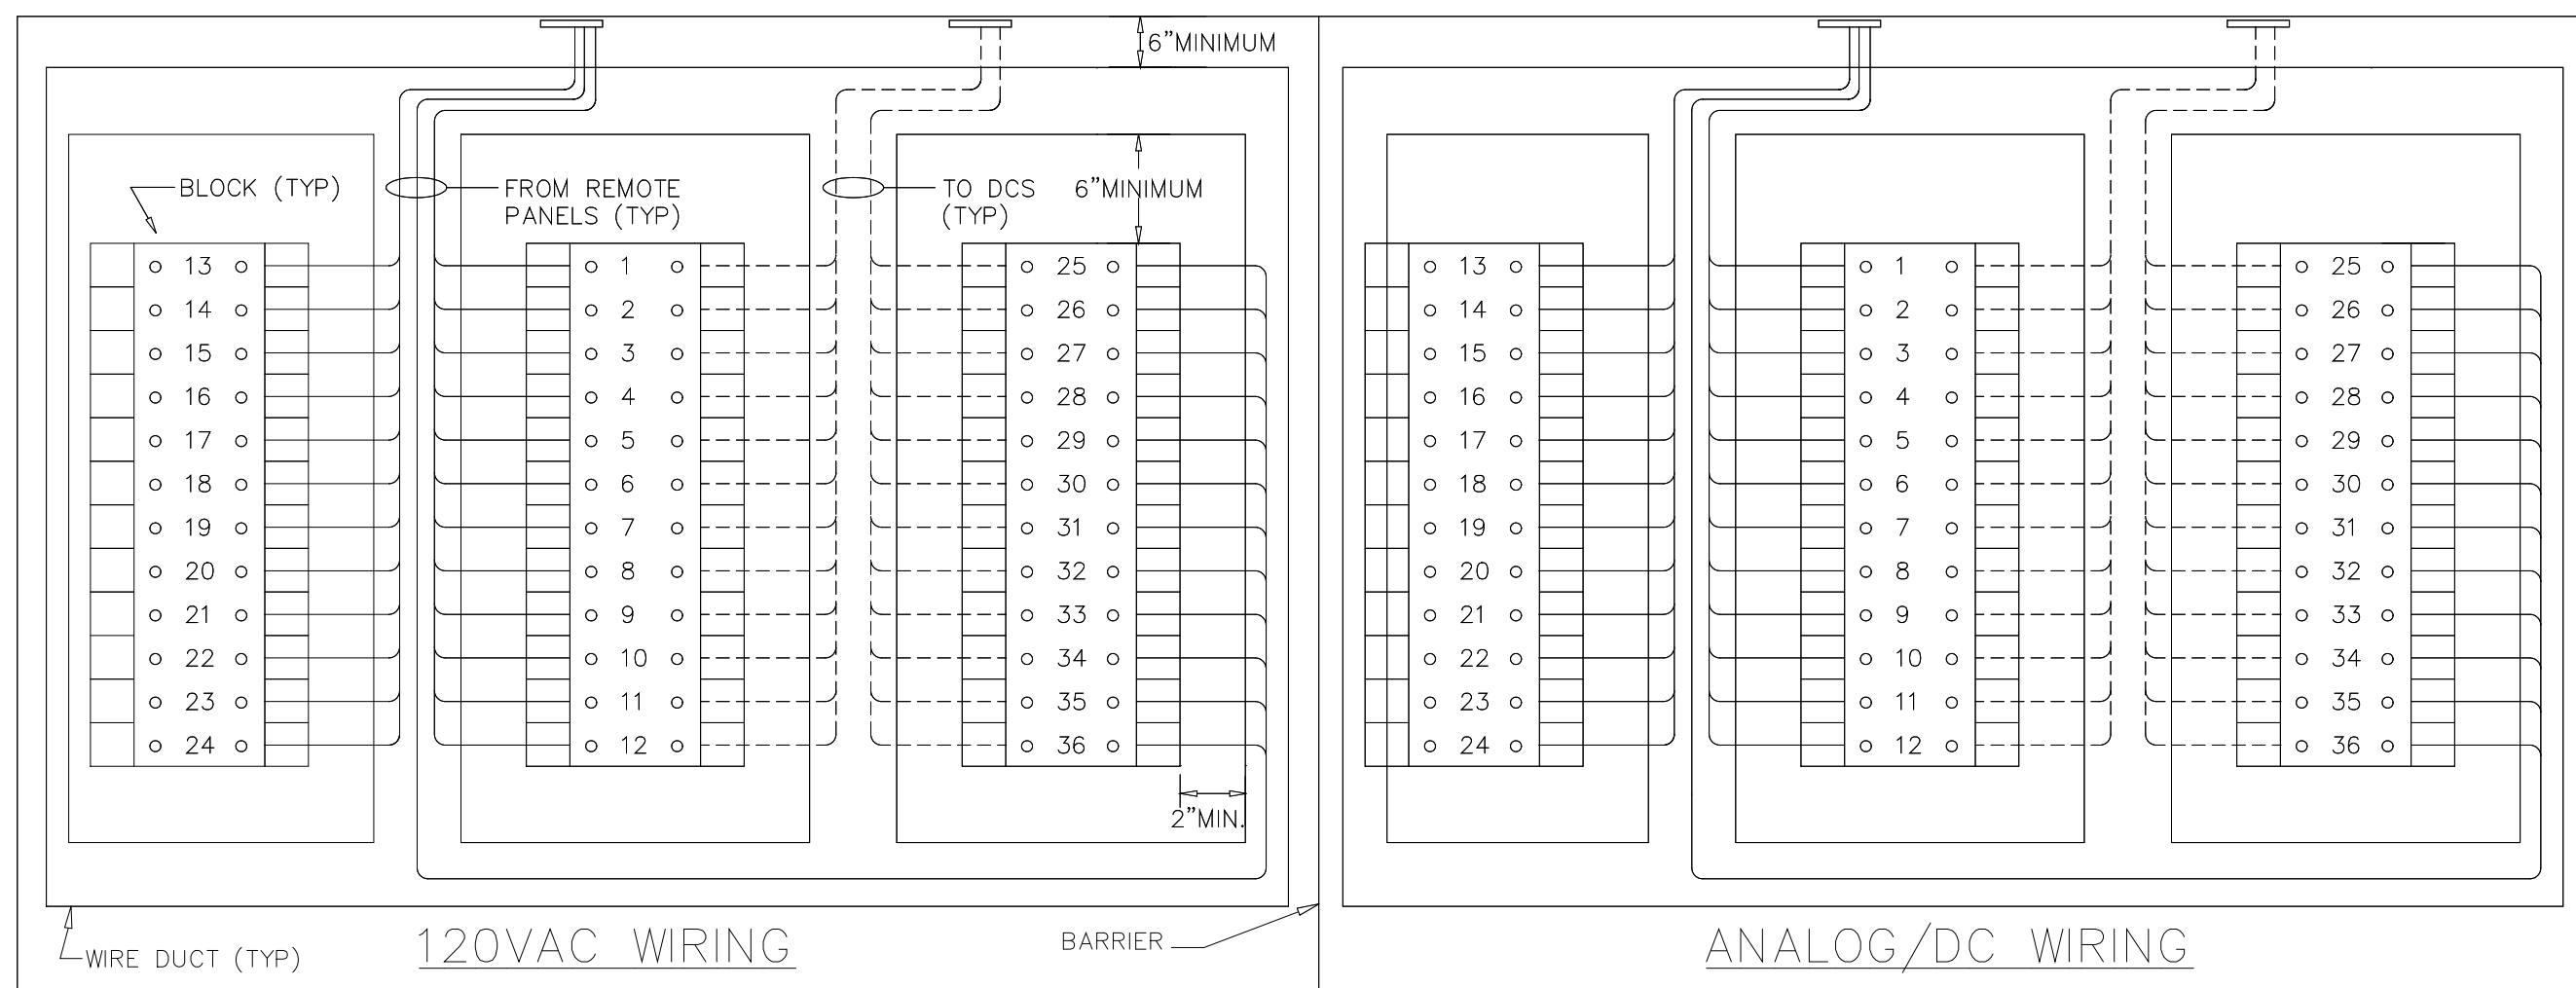 6"MINIMUM
BLOCK (TYP)
FROM REMOTE
PANELS (TYP)
TO DCS
(TYP)
6"MINIMUM
13 1 25 13 1 25
14 2 26 14 2 26
15 3 27 15 3 27
16 4 28 16 4 28
17 5 29 17 5 29
18 6 30 18 6 30
19 7 31 19 7 31
20 8 32 20 8 32
21 9 33 21 9 33
22 10 34 22 10 34
23 11 35 23 11 35
24 12 36 24 12 36
2"MIN.
WIRE DUCT (TYP)
120VAC WIRING
BARRIER
ANALOG/DC WIRING